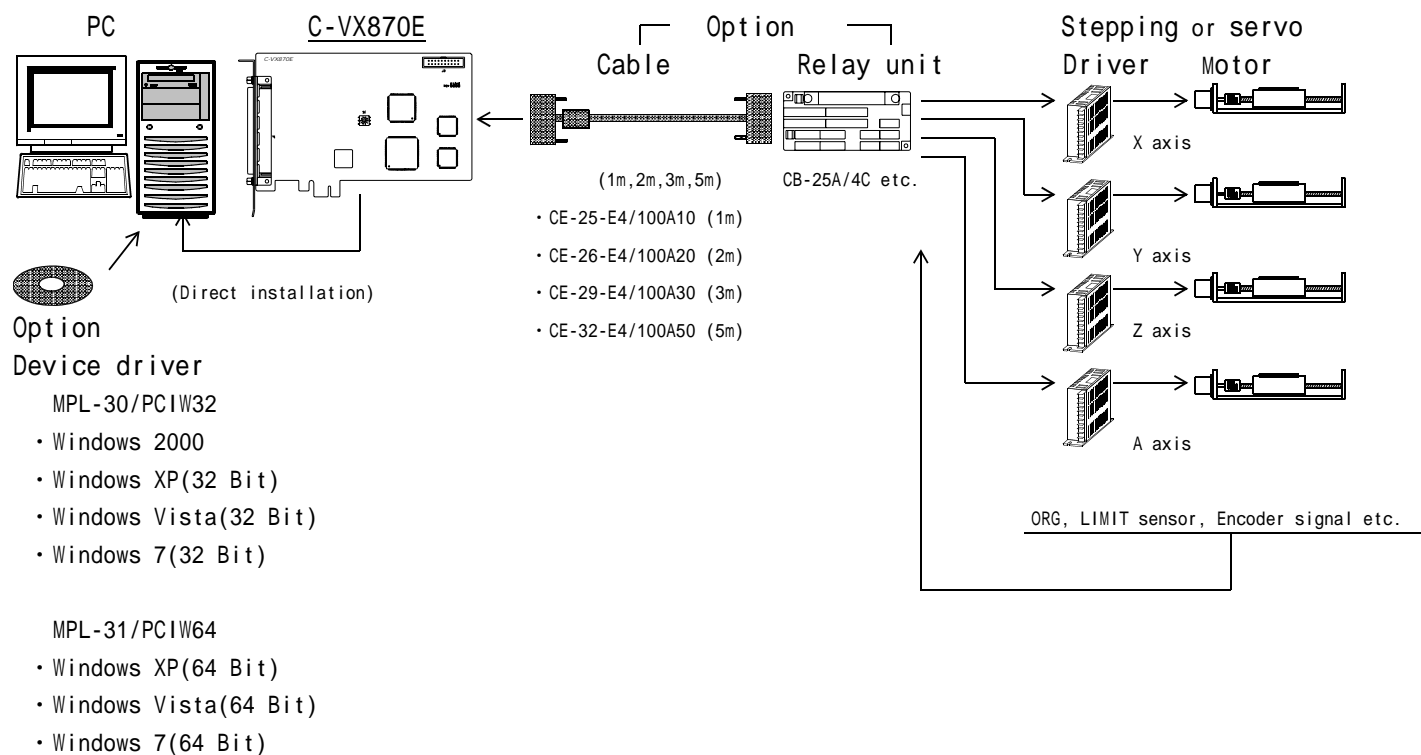 PC
C-VX870E
Option
Stepping or servo
Cable
Relay unit
Driver
Motor
C-VX870E
X axis
(1m,2m,3m,5m)
CB-25A/4C etc.
・CE-25-E4/100A10 (1m)
・CE-26-E4/100A20 (2m)
・CE-29-E4/100A30 (3m)
・CE-32-E4/100A50 (5m)
Y axis
(Direct installation)
Z axis
A axis
Option
Device driver
MPL-30/PCIW32
・Windows 2000
・Windows XP(32 Bit)
・Windows Vista(32 Bit)
・Windows 7(32 Bit)
ORG, LIMIT sensor, Encoder signal etc.
MPL-31/PCIW64
・Windows XP(64 Bit)
・Windows Vista(64 Bit)
・Windows 7(64 Bit)